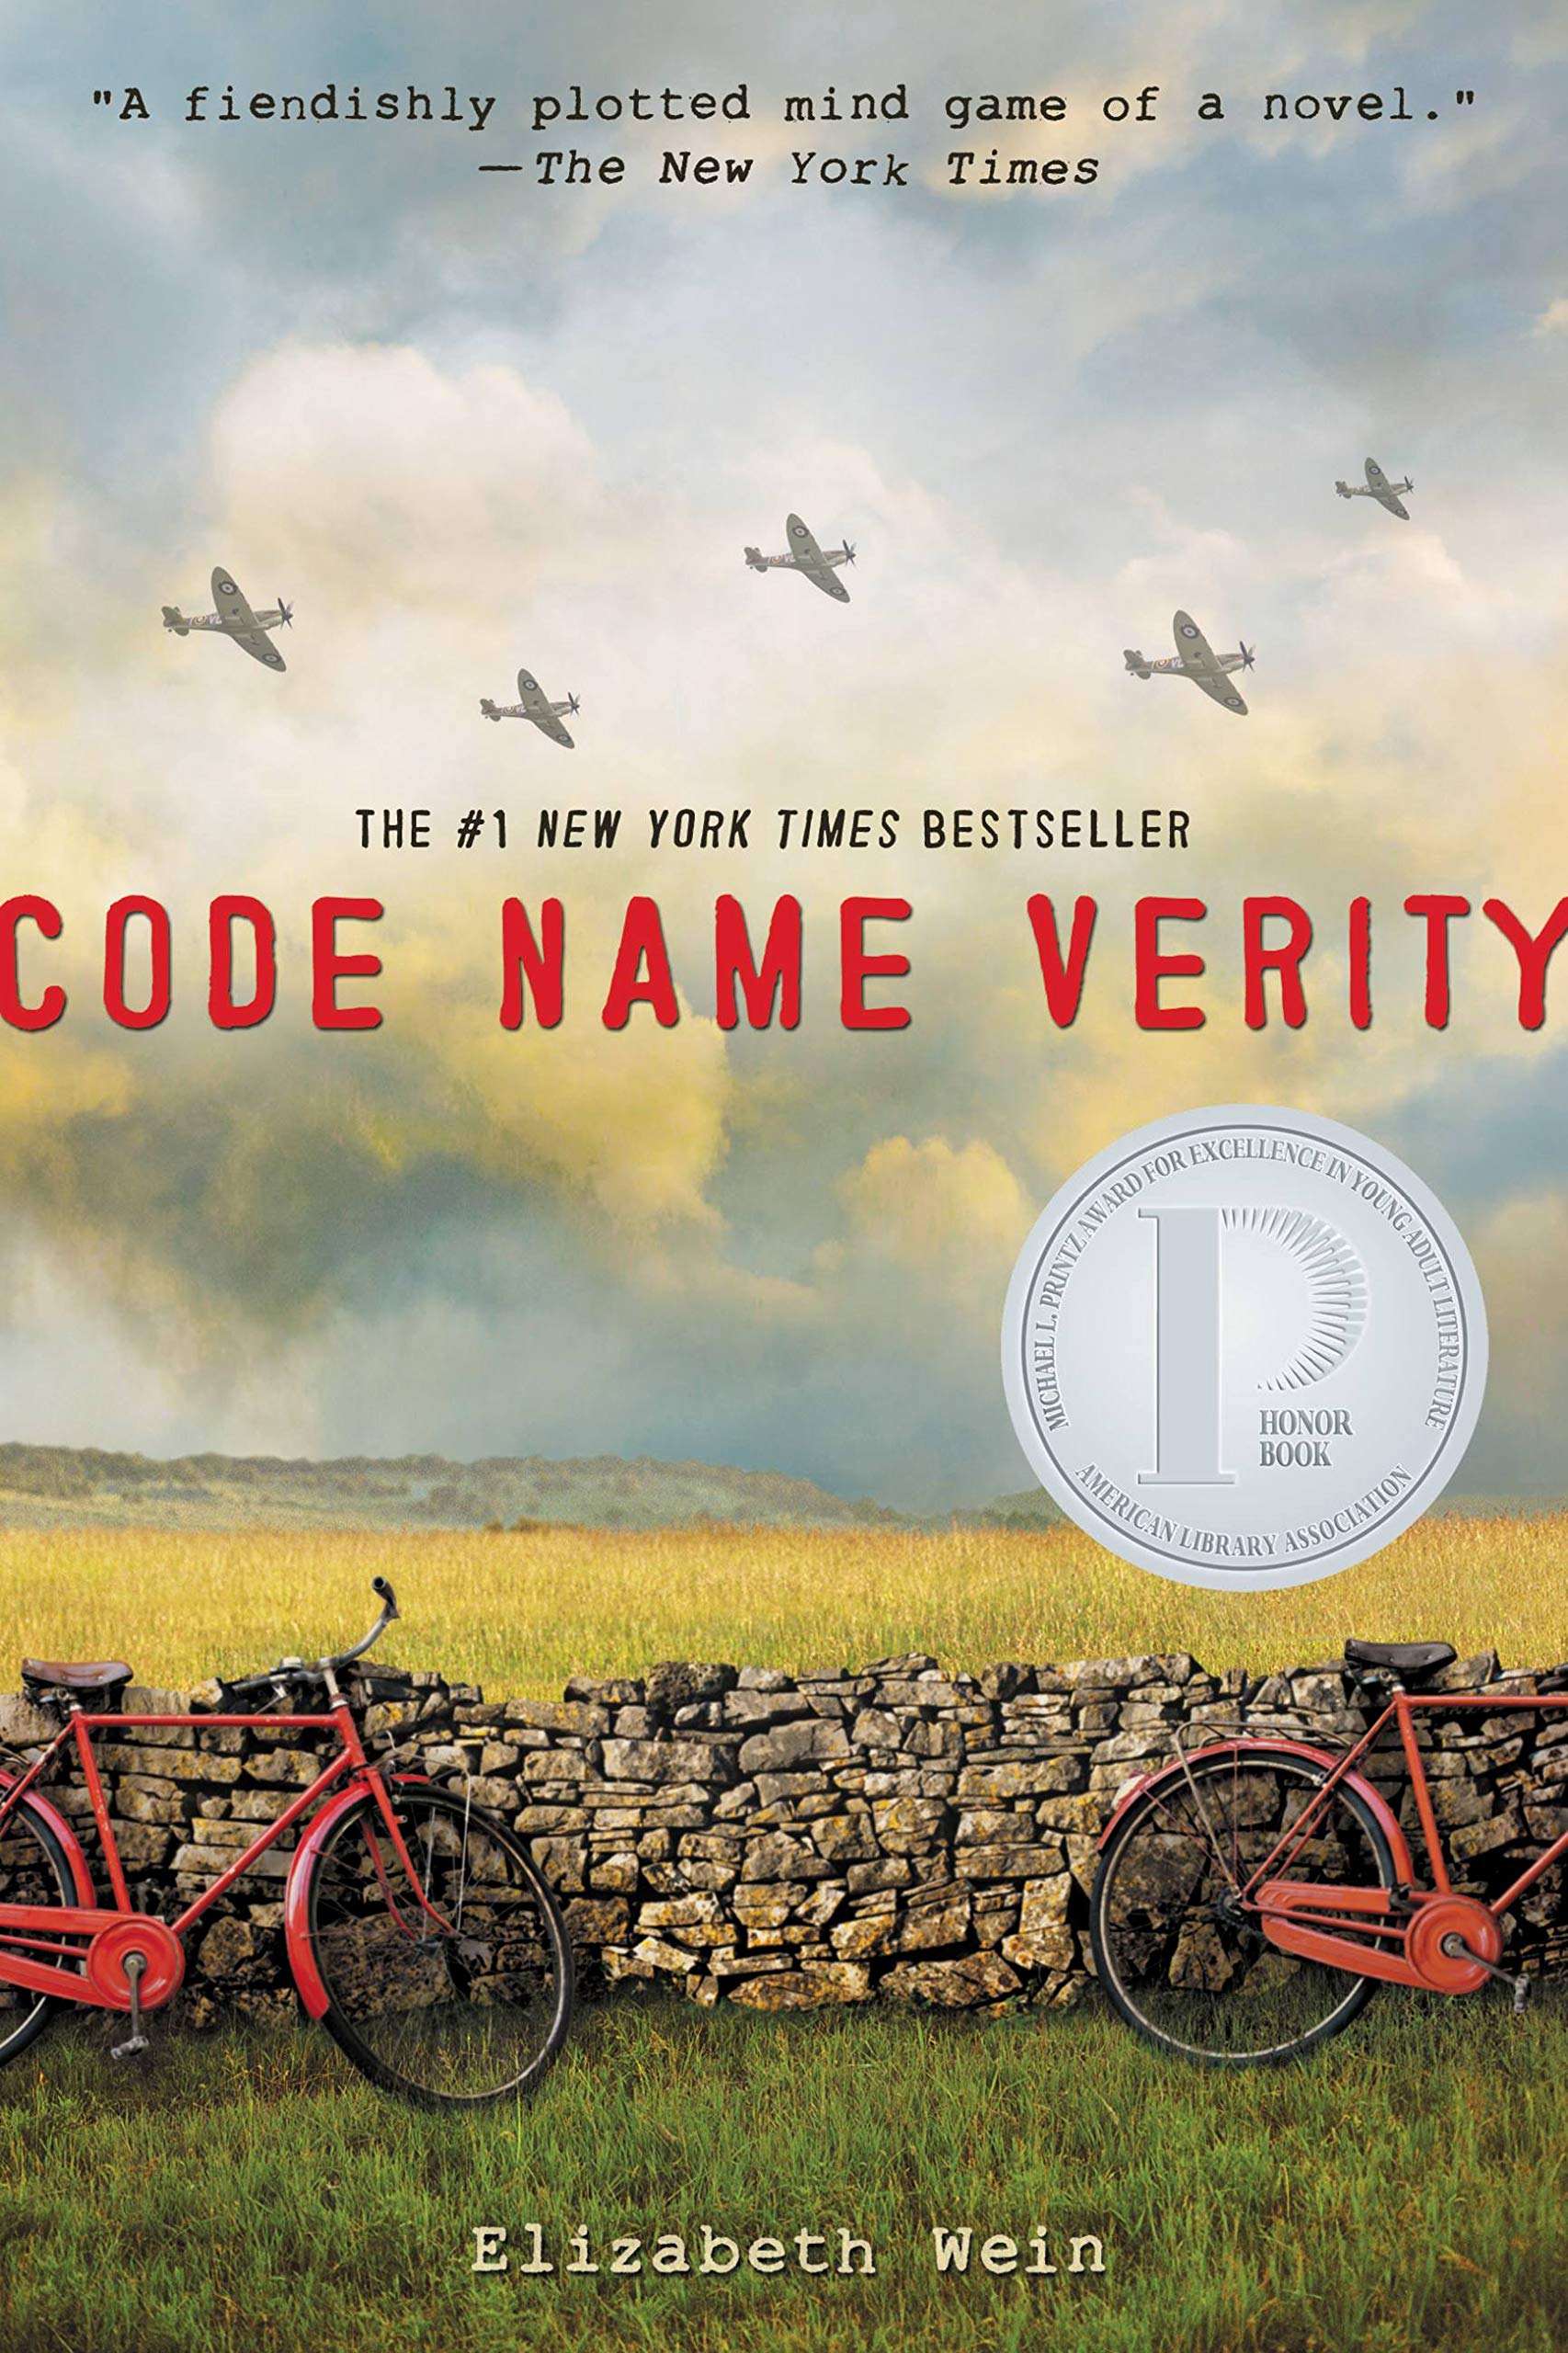 "A fiendishly plotted mind game of a novel."
—The New York Times
THE #1 NEW YORK TIMES BESTSELLER
CODE NAME VERITY
MICHAEL L. PRINTZ AWARD FOR EXCELLENCE IN YOUNG ADULT LITERATURE
HONOR
BOOK
AMERICAN LIBRARY ASSOCIATION
Elizabeth Wein